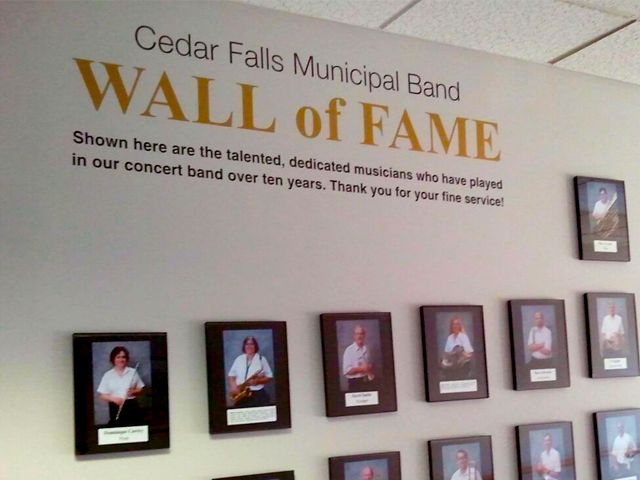 Cedar Falls Municipal Band
WALL of FAME
Shown here are the talented, dedicated musicians who have played
in our concert band over ten years. Thank you for your fine service!